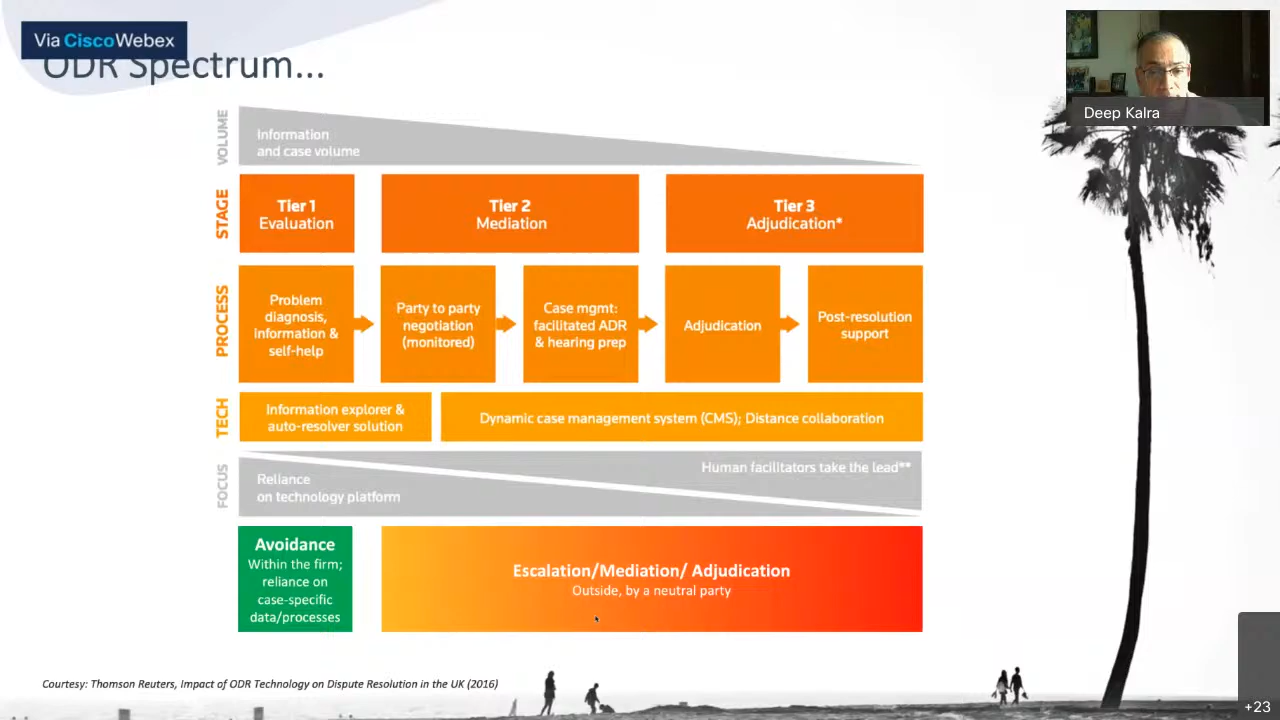 Via CiscoWebex
ODR Spectrum...
Deep Kalra
VOLUME
Information
and case volume
STAGE
Tier 1
Evaluation
Tier 2
Mediation
Tier 3
Adjudication*
PROCESS
Problem
diagnosis,
information &
self-help
Party to party
negotiation
(monitored)
Case mgmt:
facilitated ADR
& hearing prep
Adjudication
Post-resolution
support
TECH
Information explorer &
auto-resolver solution
Dynamic case management system (CMS); Distance collaboration
FOCUS
Reliance
on technology platform
Human facilitators take the lead**
Avoidance
Within the firm;
reliance on
case-specific
data/processes
Escalation/Mediation/ Adjudication
Outside, by a neutral party
Courtesy: Thomson Reuters, Impact of ODR Technology on Dispute Resolution in the UK (2016)
+23